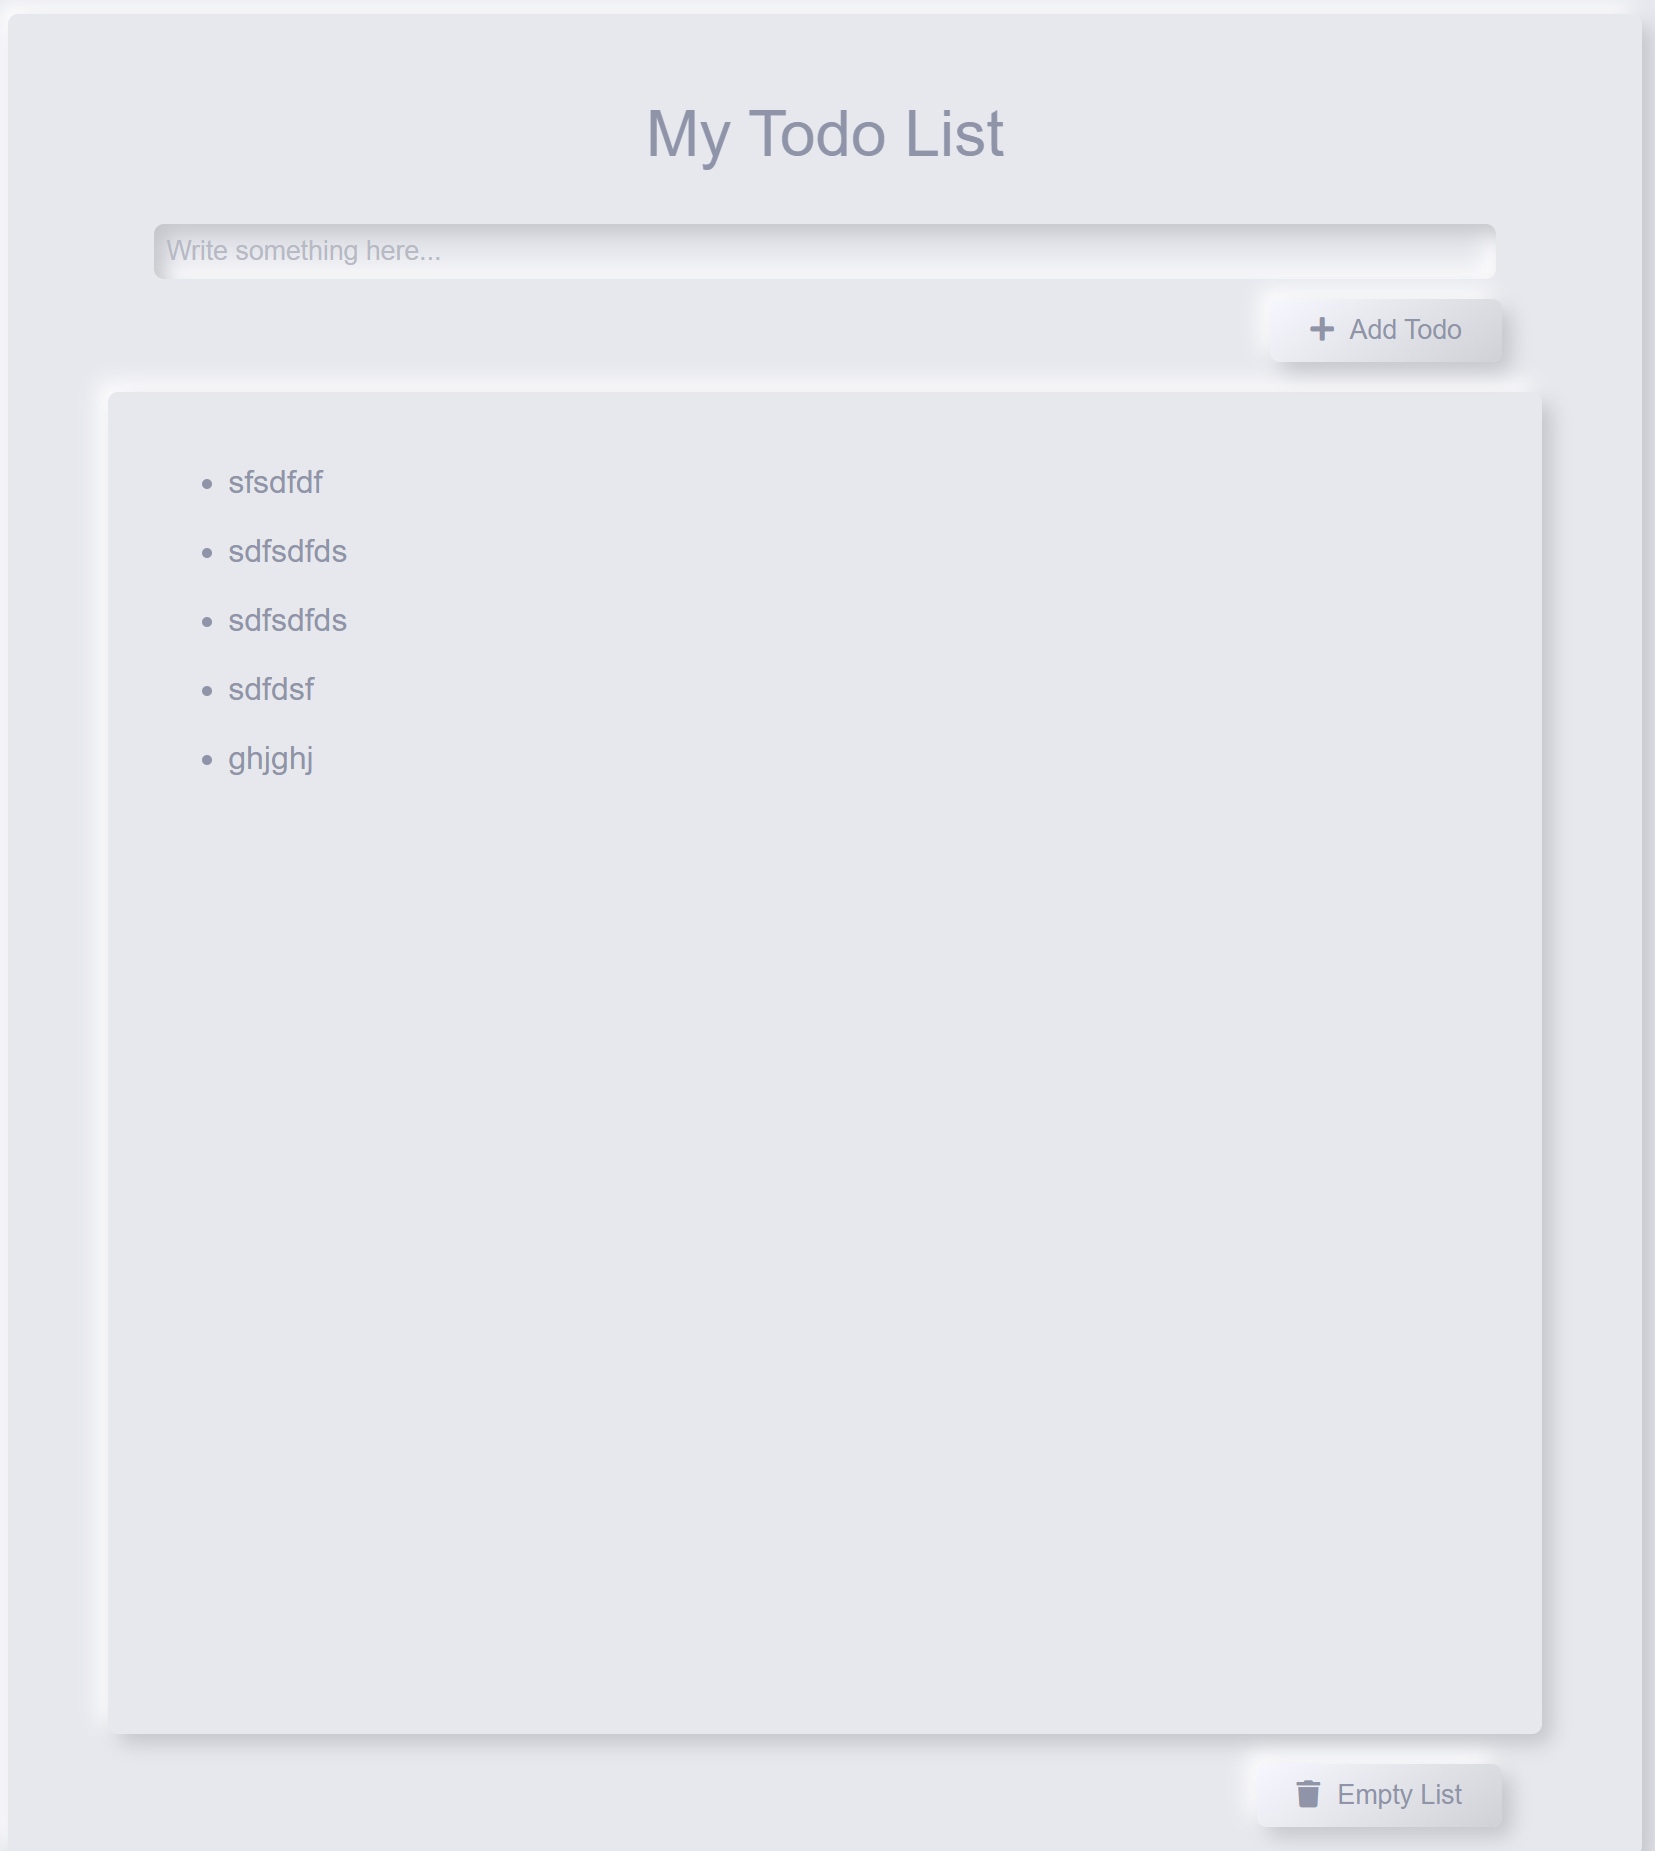 My Todo List
Write something here...
Add Todo
sfsdfdf
sdfsdfds
sdfsdfds
sdfdsf
ghjghj
Empty List